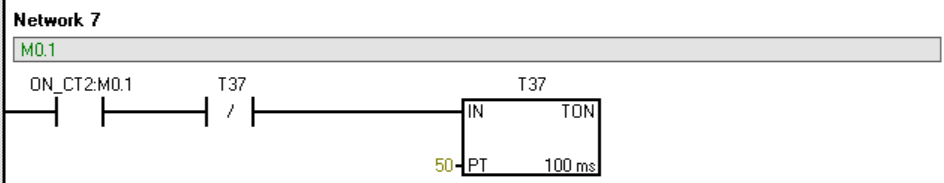 Network 7
M0.1
ON_CT2:M0.1 T37 T37
/ IN TON
50 PT 100 ms